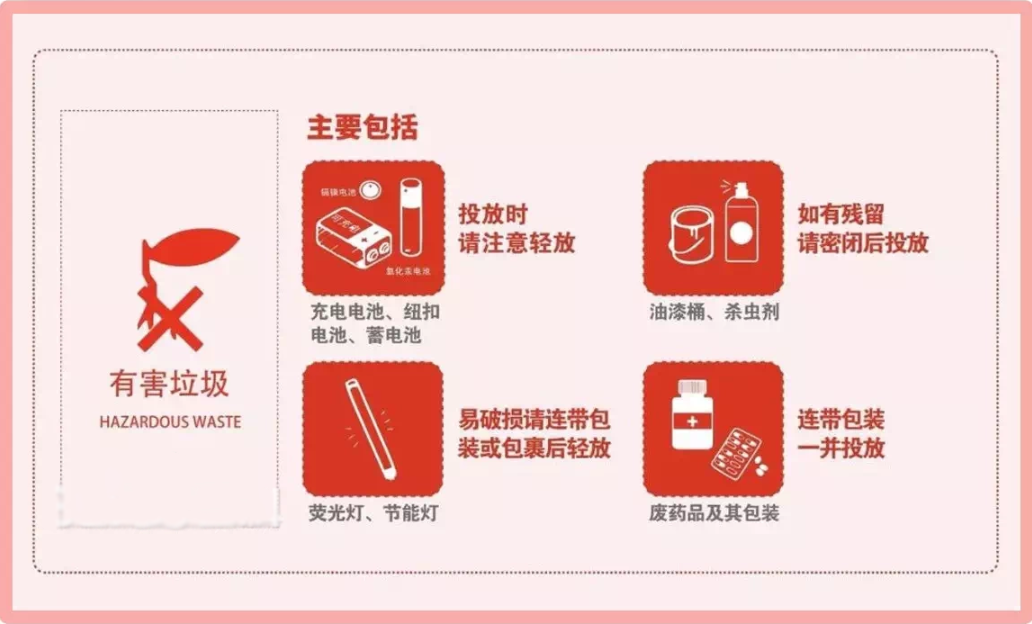 主要包括
镉镍电池
可充电
氧化汞电池
投放时
请注意轻放
充电电池、纽扣
电池、蓄电池
如有残留
请密闭后投放
油漆桶、杀虫剂
有害垃圾
HAZARDOUS WASTE
易破损请连带包
装或包裹后轻放
荧光灯、节能灯
连带包装
一并投放
废药品及其包装